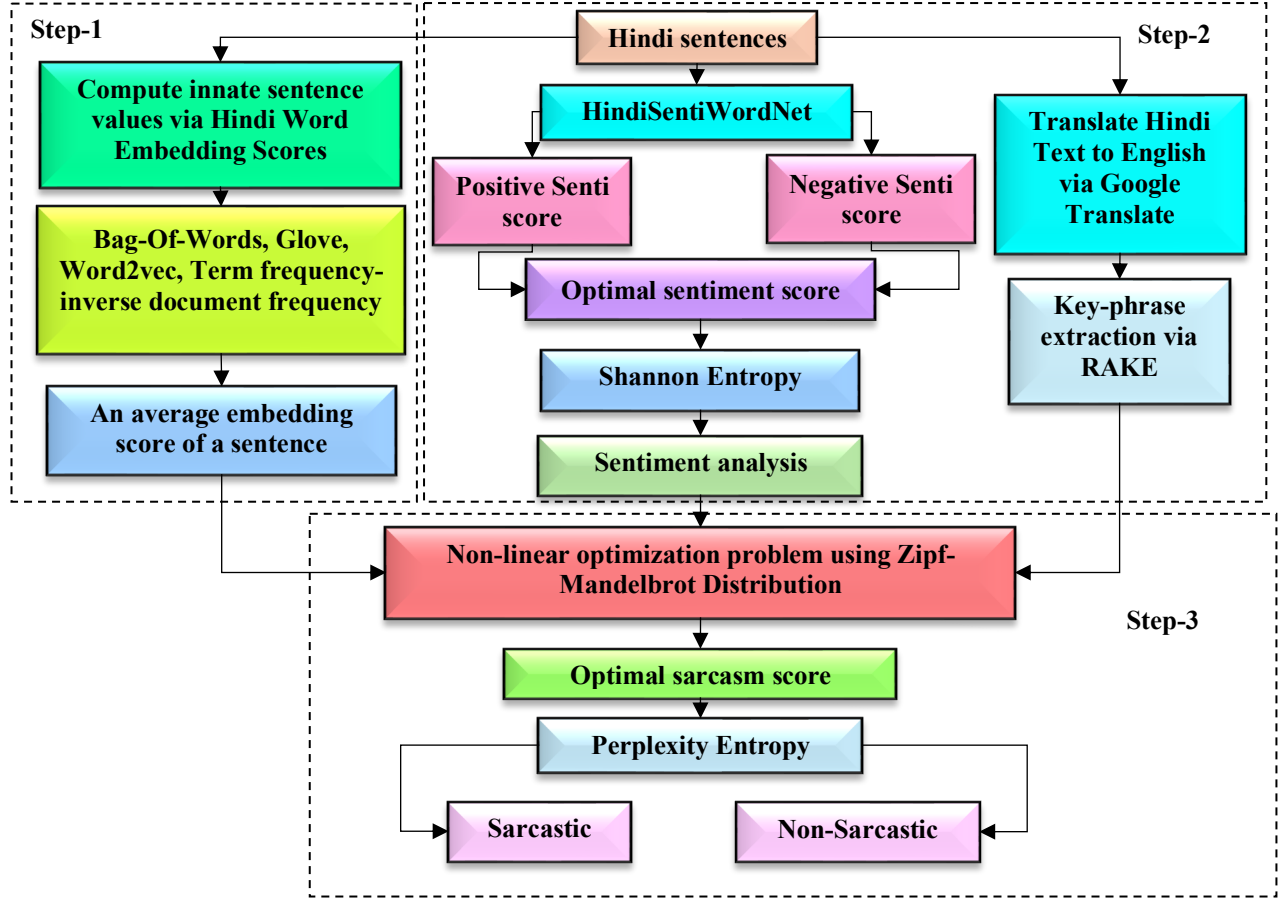 Step-1
Hindi sentences
Step-2
Compute innate sentence
values via Hindi Word
Embedding Scores
HindiSentiWordNet
Translate Hindi
Text to English
via Google
Translate
Positive Senti
score
Negative Senti
score
Bag-Of-Words, Glove,
Word2vec, Term frequency-
inverse document frequency
Optimal sentiment score
Key-phrase
extraction via
RAKE
Shannon Entropy
An average embedding
score of a sentence
Sentiment analysis
Non-linear optimization problem using Zipf-
Mandelbrot Distribution
Step-3
Optimal sarcasm score
Perplexity Entropy
Sarcastic
Non-Sarcastic